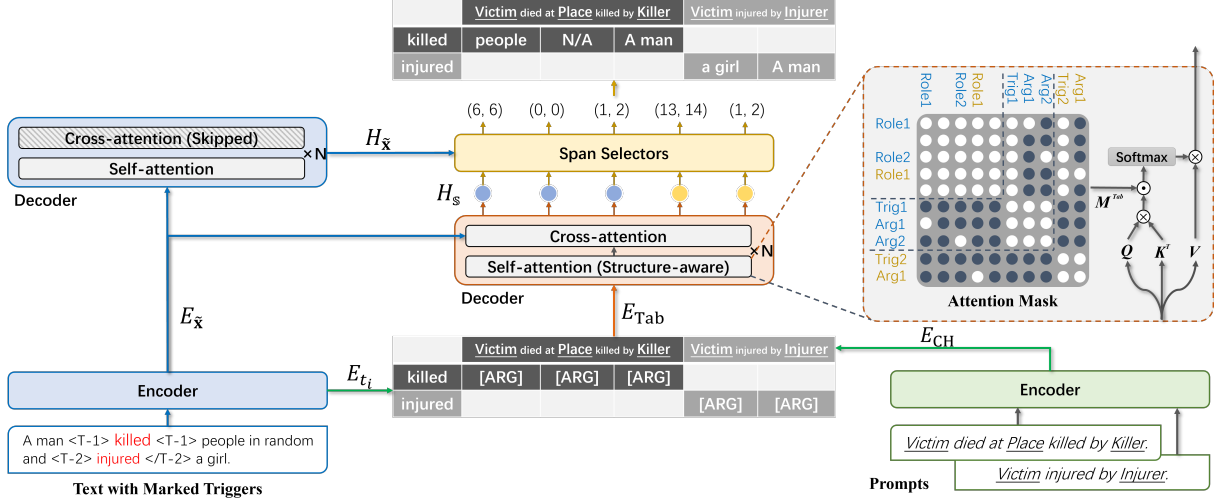 Victim died at Place killed by Killer
Victim injured by Injurer
killed people N/A A man
injured a girl A man
(6, 6) (0, 0) (1, 2) (13, 14) (1, 2)
Cross-attention (Skipped)
Self-attention
×N
Decoder
H_x̃
Span Selectors
H_𝕤
Cross-attention
Self-attention (Structure-aware)
×N
Decoder
E_x̃
E_Tab
E_CH
E_{t_i}
Victim died at Place killed by Killer
Victim injured by Injurer
killed [ARG] [ARG] [ARG]
injured [ARG] [ARG]
Encoder
A man <T-1> killed <T-1> people in random
and <T-2> injured </T-2> a girl.
Text with Marked Triggers
Role1 Role2 Role1 Trig1 Arg1 Arg2 Trig2 Arg1
Role1
Role2
Role1
Trig1
Arg1
Arg2
Trig2
Arg1
Attention Mask
Softmax
M^Tab
Q K^T V
Encoder
Victim died at Place killed by Killer.
Victim injured by Injurer.
Prompts